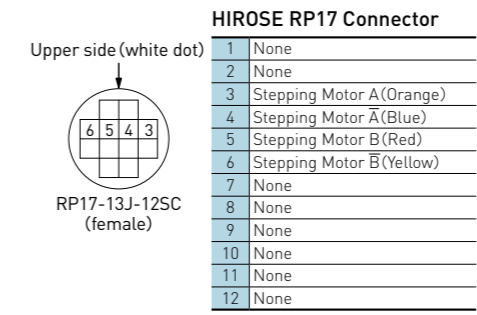 HIROSE RP17 Connector
Upper side (white dot)
6 5 4 3
RP17-13J-12SC
(female)
1 None
2 None
3 Stepping Motor A (Orange)
4 Stepping Motor A̅ (Blue)
5 Stepping Motor B (Red)
6 Stepping Motor B̅ (Yellow)
7 None
8 None
9 None
10 None
11 None
12 None